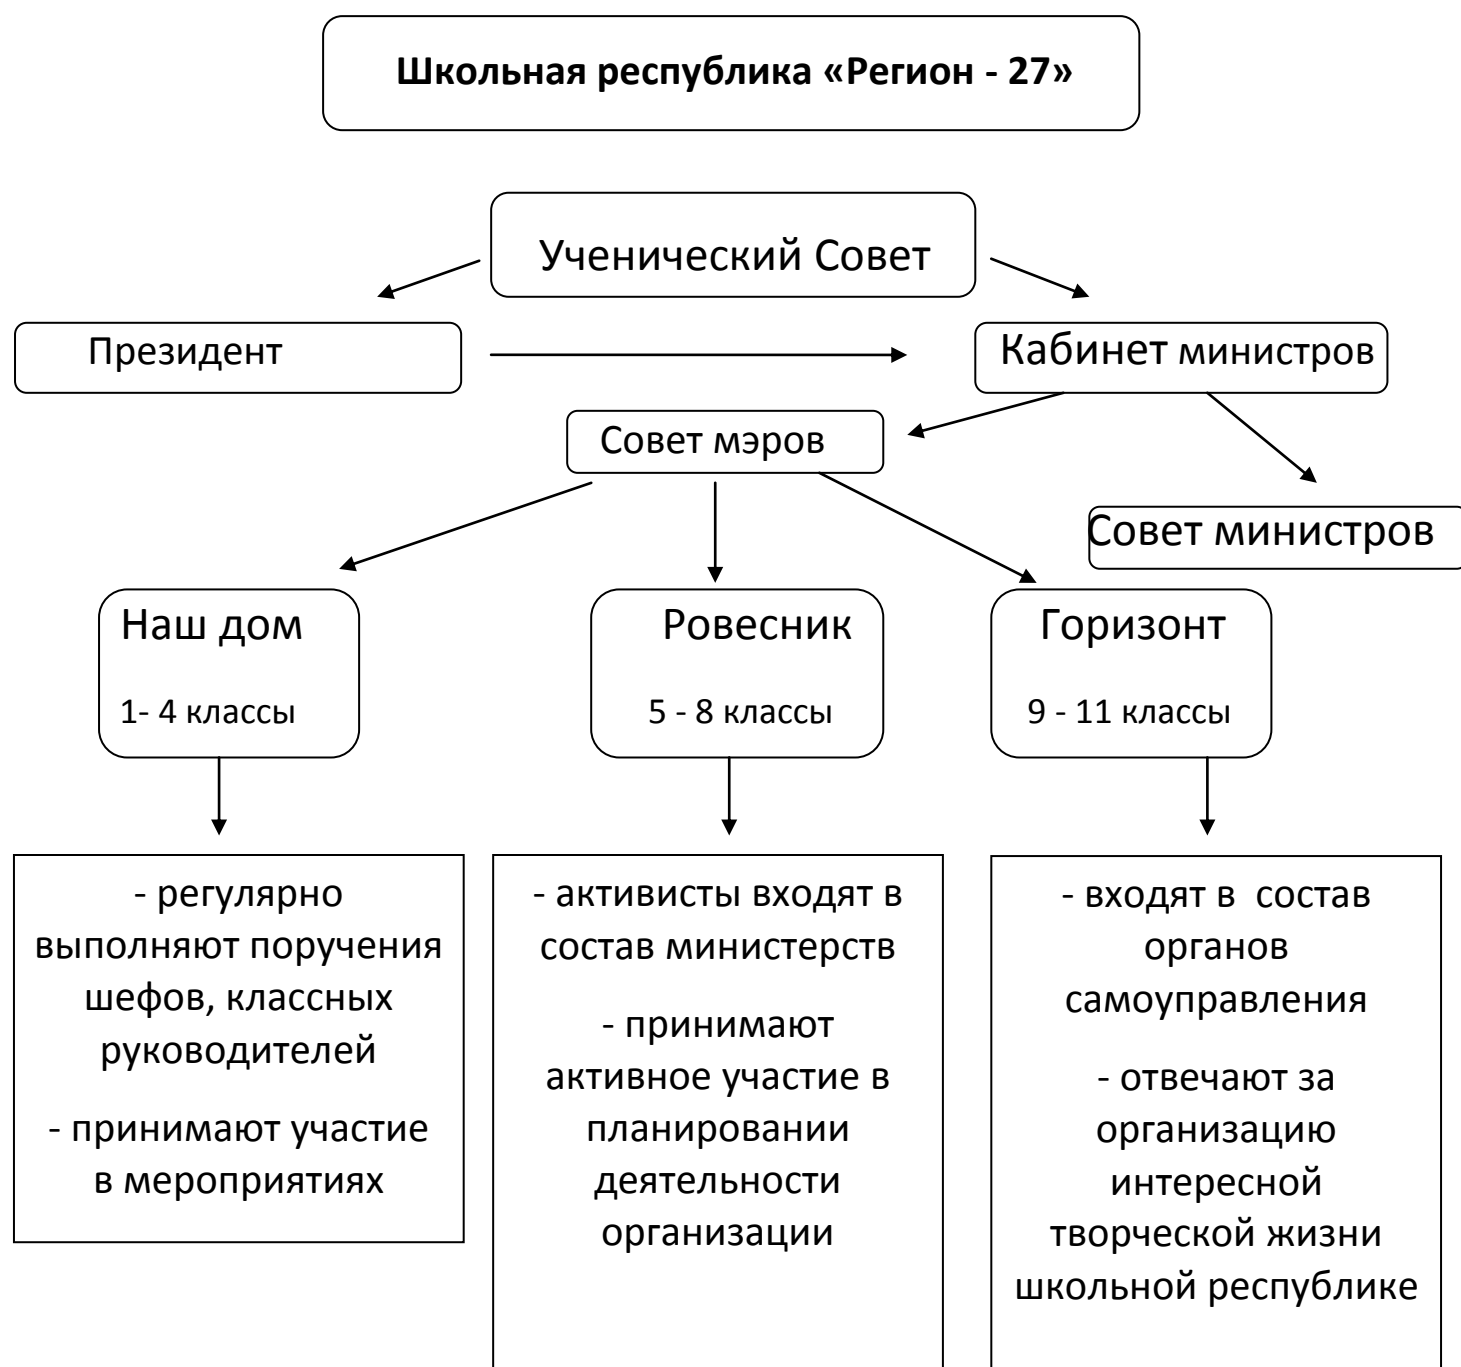 Школьная республика «Регион - 27»
Ученический Совет
Президент
Кабинет министров
Совет мэров
Совет министров
Наш дом
1- 4 классы
Ровесник
5 - 8 классы
Горизонт
9 - 11 классы
- регулярно
выполняют поручения
шефов, классных
руководителей
- принимают участие
в мероприятиях
- активисты входят в
состав министерств
- принимают
активное участие в
планировании
деятельности
организации
- входят в  состав
органов
самоуправления
- отвечают за
организацию
интересной
творческой жизни
школьной республике